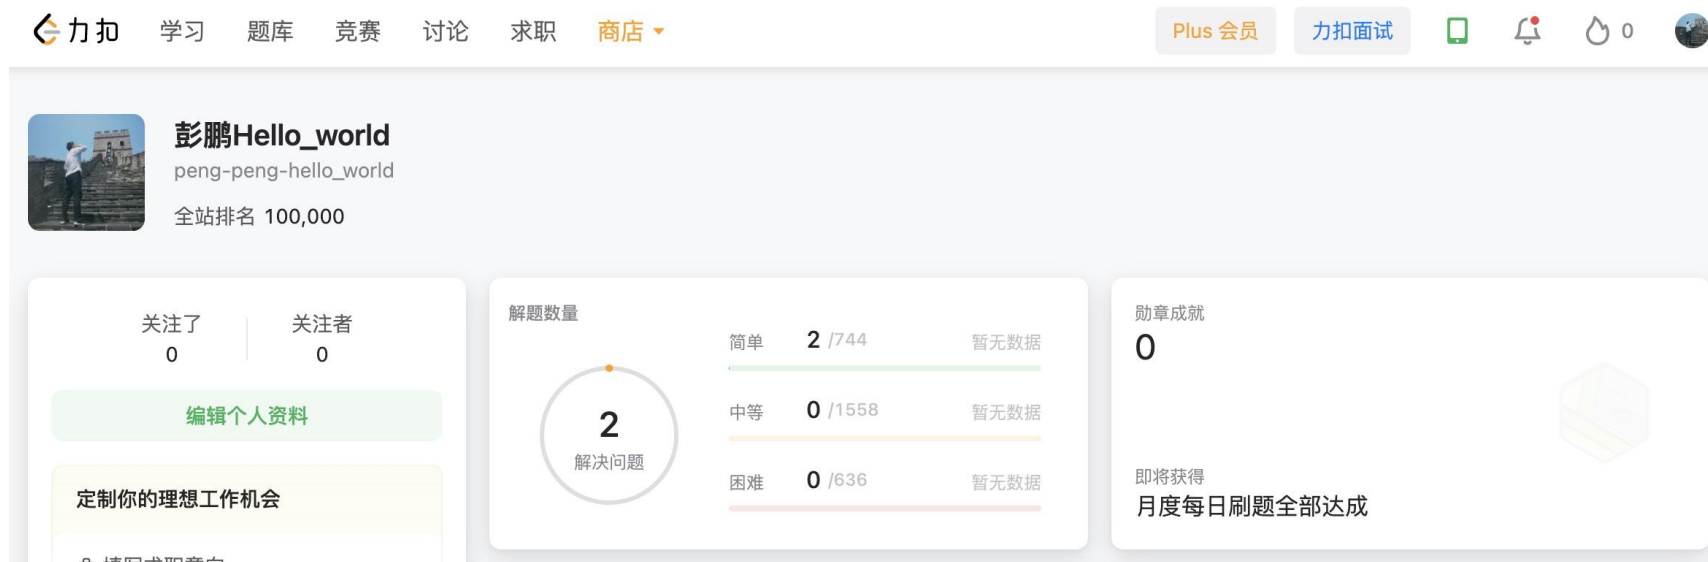 力扣 学习 题库 竞赛 讨论 求职 商店 Plus 会员 力扣面试 0
彭鹏Hello_world
peng-peng-hello_world
全站排名 100,000
关注了 关注者
0 0
编辑个人资料
定制你的理想工作机会
填写求职意向
解题数量
2
解决问题
简单 2 /744 暂无数据
中等 0 /1558 暂无数据
困难 0 /636 暂无数据
勋章成就
0
即将获得
月度每日刷题全部达成